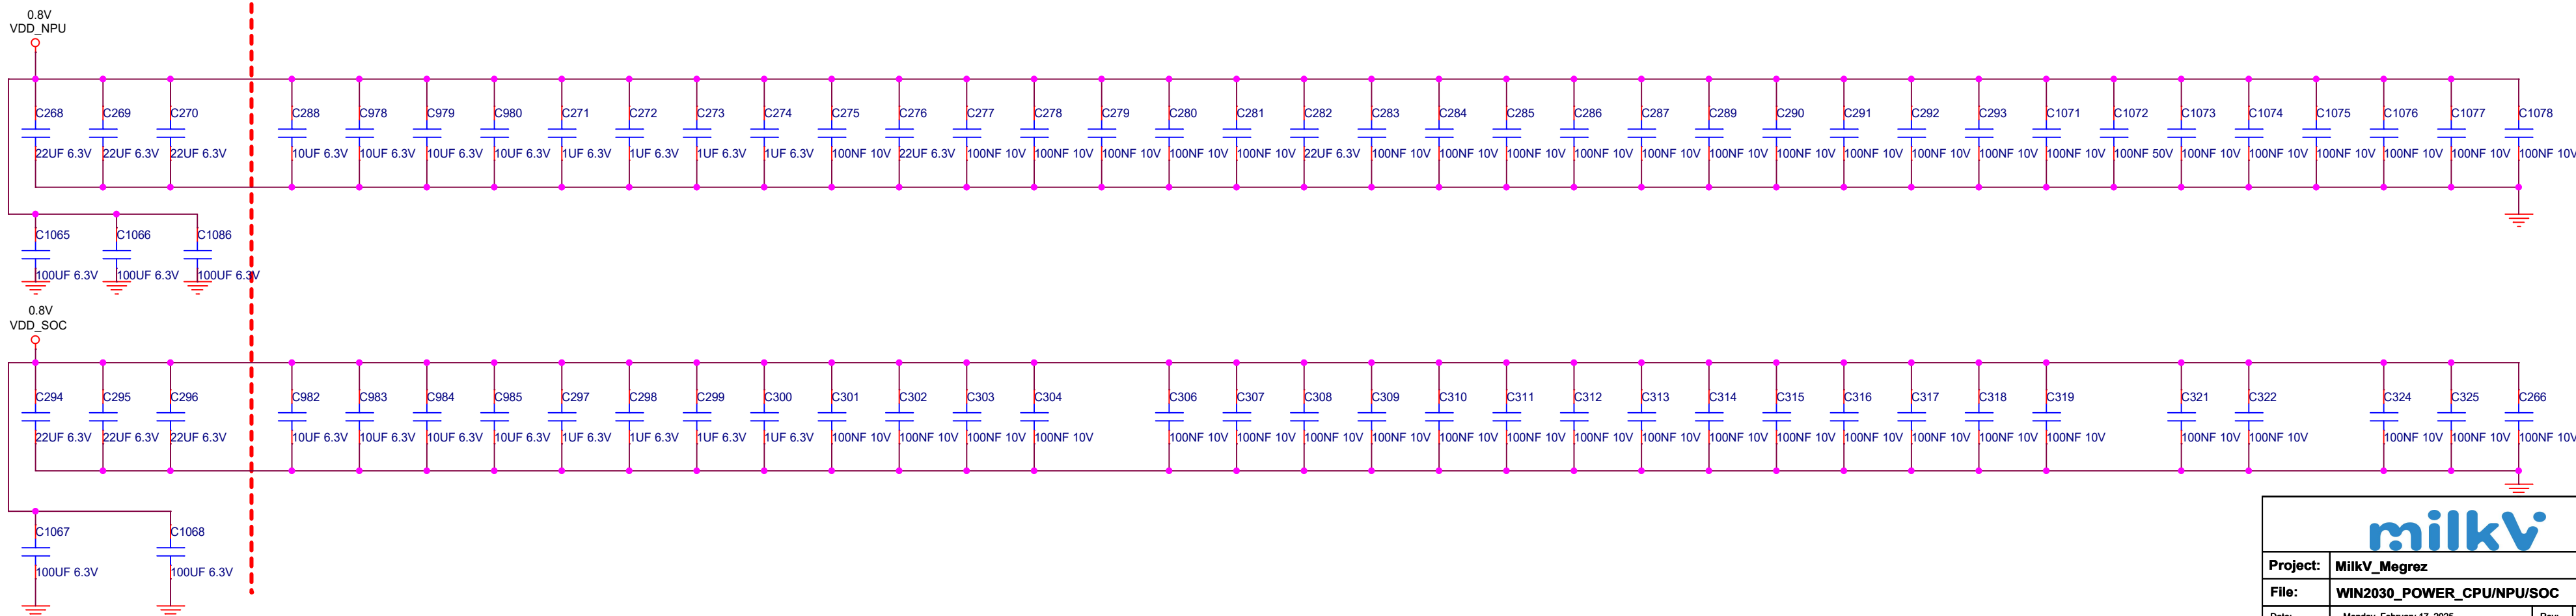 0.8V
VDD_NPU
C268 C269 C270 C288 C978 C979 C980 C271 C272 C273 C274 C275 C276 C277 C278 C279 C280 C281 C282 C283 C284 C285 C286 C287 C289 C290 C291 C292 C293 C1071 C1072 C1073 C1074 C1075 C1076 C1077 C1078
22UF 6.3V 22UF 6.3V 22UF 6.3V 10UF 6.3V 10UF 6.3V 10UF 6.3V 10UF 6.3V 1UF 6.3V 1UF 6.3V 1UF 6.3V 1UF 6.3V 100NF 10V 22UF 6.3V 100NF 10V 100NF 10V 100NF 10V 100NF 10V 100NF 10V 22UF 6.3V 100NF 10V 100NF 10V 100NF 10V 100NF 10V 100NF 10V 100NF 10V 100NF 10V 100NF 10V 100NF 10V 100NF 10V 100NF 10V 100NF 50V 100NF 10V 100NF 10V 100NF 10V 100NF 10V 100NF 10V 100NF 10V
C1065 C1066 C1086
100UF 6.3V 100UF 6.3V 100UF 6.3V
0.8V
VDD_SOC
C294 C295 C296 C982 C983 C984 C985 C297 C298 C299 C300 C301 C302 C303 C304 C306 C307 C308 C309 C310 C311 C312 C313 C314 C315 C316 C317 C318 C319 C321 C322 C324 C325 C266
22UF 6.3V 22UF 6.3V 22UF 6.3V 10UF 6.3V 10UF 6.3V 10UF 6.3V 10UF 6.3V 1UF 6.3V 1UF 6.3V 1UF 6.3V 1UF 6.3V 100NF 10V 100NF 10V 100NF 10V 100NF 10V 100NF 10V 100NF 10V 100NF 10V 100NF 10V 100NF 10V 100NF 10V 100NF 10V 100NF 10V 100NF 10V 100NF 10V 100NF 10V 100NF 10V 100NF 10V 100NF 10V 100NF 10V 100NF 10V 100NF 10V 100NF 10V 100NF 10V
C1067 C1068
100UF 6.3V 100UF 6.3V
milkV
Project: MilkV_Megrez
File: WIN2030_POWER_CPU/NPU/SOC
Date: Monday, February 17, 2025 Rev: